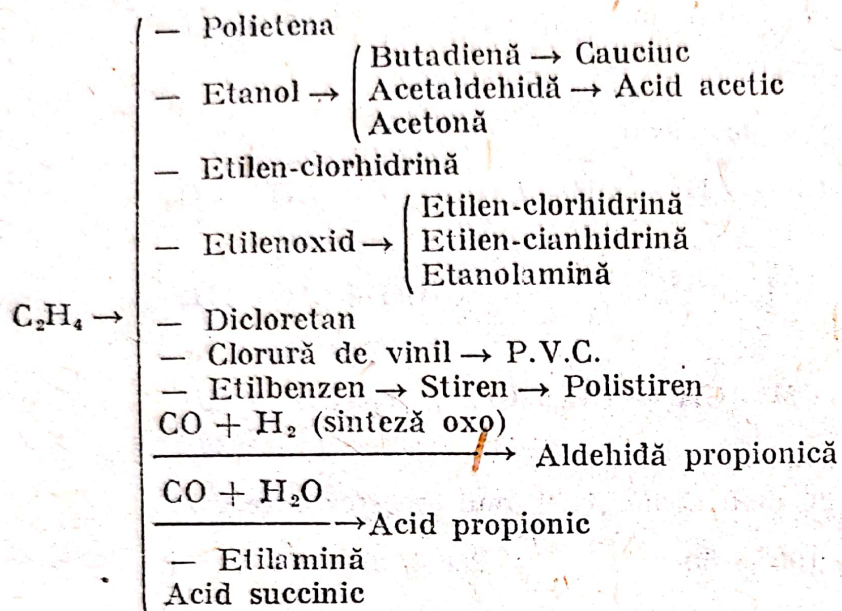 — Polietena
— Etanol → Butadienă → Cauciuc
Acetaldehidă → Acid acetic
Acetonă
— Etilen-clorhidrină
— Etilenoxid → Etilen-clorhidrină
Etilen-cianhidrină
Etanolamină
C₂H₄ →
— Dicloretan
— Clorură de vinil → P.V.C.
— Etilbenzen → Stiren → Polistiren
CO + H₂ (sinteză oxo)
→ Aldehidă propionică
CO + H₂O
→ Acid propionic
— Etilamină
Acid succinic